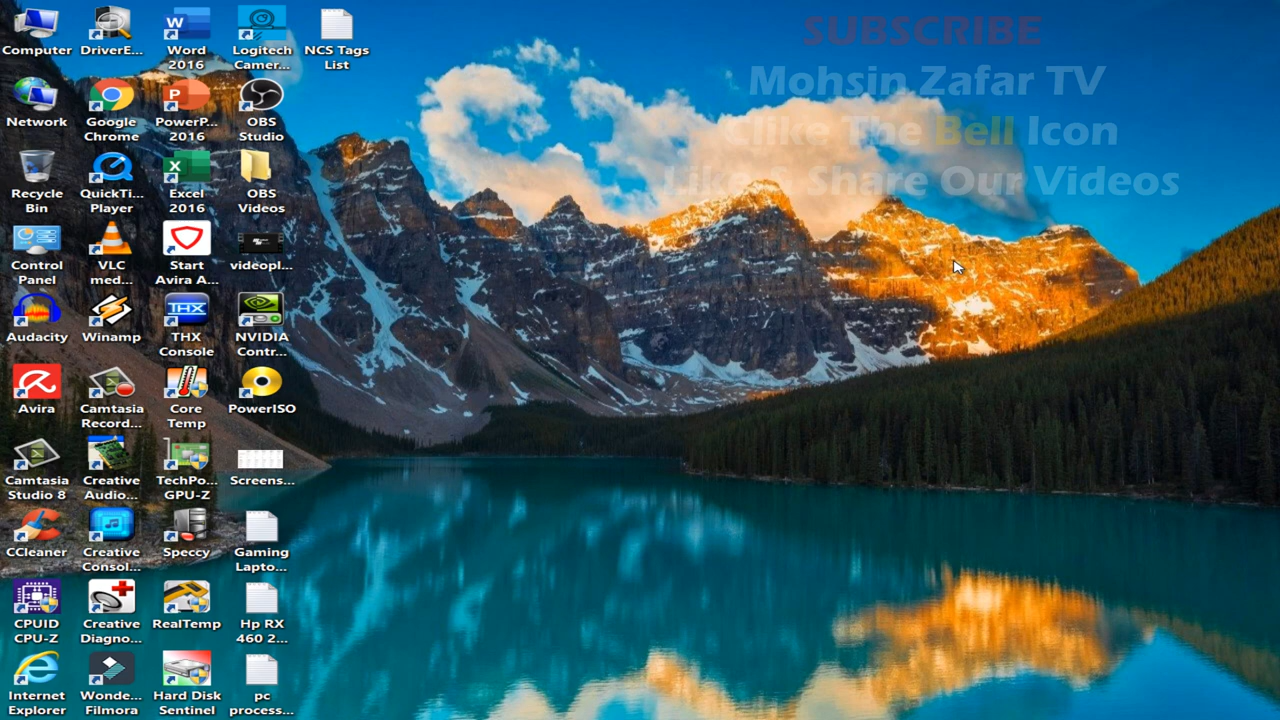 SUBSCRIBE
Mohsin Zafar TV
Clike The Bell Icon
Like Share Our Videos
Computer
DriverE...
Word
2016
Logitech
Camer...
NCS Tags
List
Network
Google
Chrome
PowerP...
2016
OBS
Studio
Recycle
Bin
QuickTi...
Player
Excel
2016
OBS
Videos
Control
Panel
VLC
med...
Start
Avira A...
videopl...
Audacity
Winamp
THX
Console
NVIDIA
Contr...
Avira
Camtasia
Record...
Core
Temp
PowerISO
Camtasia
Studio 8
Creative
Audio...
TechPo...
GPU-Z
Screens...
CCleaner
Creative
Consol...
Speccy
Gaming
Lapto...
CPUID
CPU-Z
Creative
Diagno...
RealTemp
Hp RX
460 2...
Internet
Explorer
Wonde...
Filmora
Hard Disk
Sentinel
pc
process...